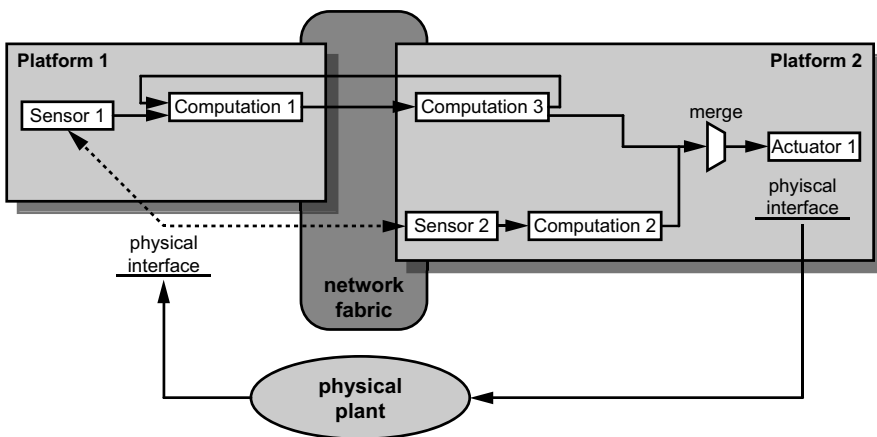 Platform 1
Platform 2
Sensor 1
Computation 1
Computation 3
merge
Actuator 1
phyiscal
interface
Sensor 2
Computation 2
physical
interface
network
fabric
physical
plant